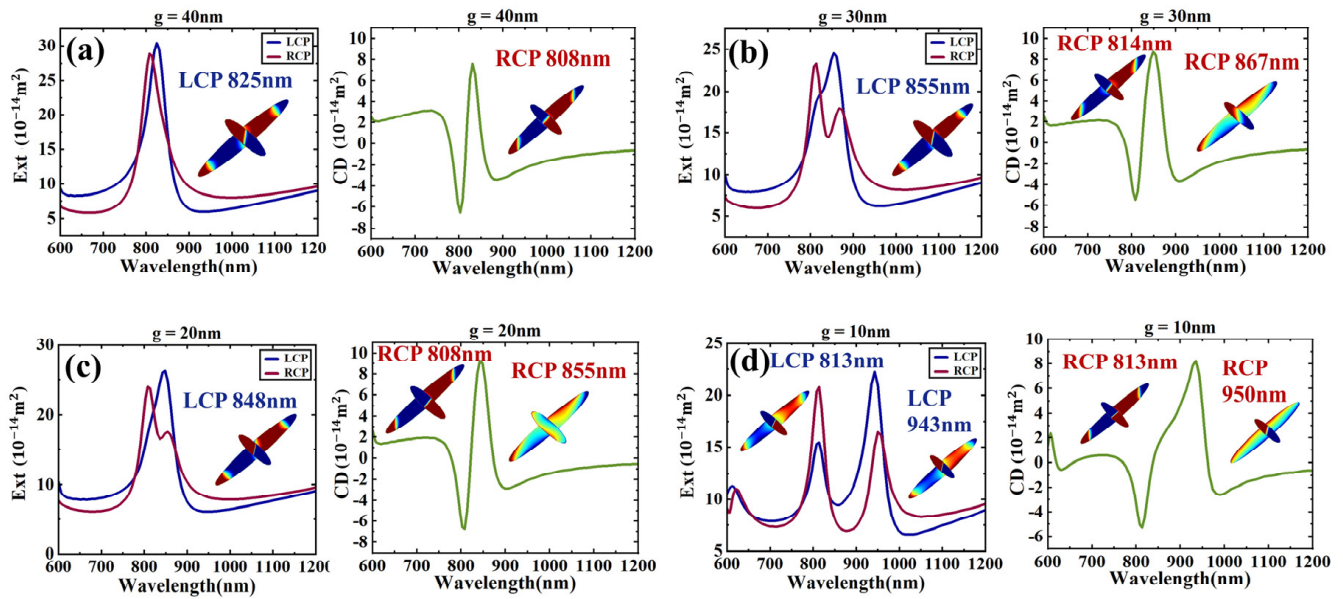 g = 40nm
(a)
LCP
RCP
LCP 825nm
Ext (10⁻¹⁴m²)
30
25
20
15
10
5
600 700 800 900 1000 1100 1200
Wavelength(nm)
g = 40nm
RCP 808nm
CD (10⁻¹⁴m²)
10
8
6
4
2
0
-2
-4
-6
-8
600 700 800 900 1000 1100 1200
Wavelength(nm)
g = 30nm
(b)
LCP
RCP
LCP 855nm
Ext (10⁻¹⁴m²)
25
20
15
10
5
600 700 800 900 1000 1100 1200
Wavelength(nm)
g = 30nm
RCP 814nm
RCP 867nm
CD (10⁻¹⁴m²)
10
8
6
4
2
0
-2
-4
-6
-8
600 700 800 900 1000 1100 1200
Wavelength(nm)
g = 20nm
(c)
LCP
RCP
LCP 848nm
Ext (10⁻¹⁴m²)
30
20
10
0
600 700 800 900 1000 1100 1200
Wavelength(nm)
g = 20nm
RCP 808nm
RCP 855nm
CD (10⁻¹⁴m²)
10
8
6
4
2
0
-2
-4
-6
-8
600 700 800 900 1000 1100 1200
Wavelength(nm)
g = 10nm
(d)
LCP
RCP
LCP 813nm
LCP
943nm
Ext (10⁻¹⁴m²)
25
20
15
10
5
600 700 800 900 1000 1100 1200
Wavelength(nm)
g = 10nm
RCP 813nm
RCP
950nm
CD (10⁻¹⁴m²)
10
8
6
4
2
0
-2
-4
-6
600 700 800 900 1000 1100 1200
Wavelength(nm)